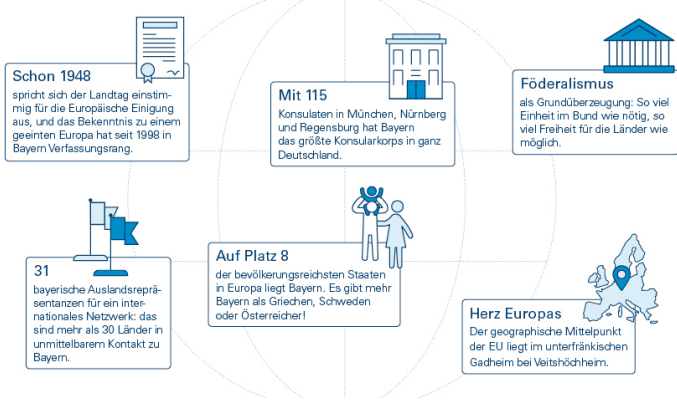 Schon 1948
spricht sich der Landtag einstim-
mig für die Europäische Einigung
aus, und das Bekenntnis zu einem
geeinten Europa hat seit 1998 in
Bayern Verfassungsrang.
Mit 115
Konsulaten in München, Nürnberg
und Regensburg hat Bayern
das größte Konsularkorps in ganz
Deutschland.
Föderalismus
als Grundüberzeugung: So viel
Einheit im Bund wie nötig, so
viel Freiheit für die Länder wie
möglich.
31
bayerische Auslandsreprä-
sentanzen für ein inter-
nationales Netzwerk: das
sind mehr als 30 Länder in
unmittelbarem Kontakt zu
Bayern.
Auf Platz 8
der bevölkerungsreichsten Staaten
in Europa liegt Bayern. Es gibt mehr
Bayern als Griechen, Schweden
oder Österreicher!
Herz Europas
Der geographische Mittelpunkt
der EU liegt im unterfränkischen
Gadheim bei Veitshöchheim.